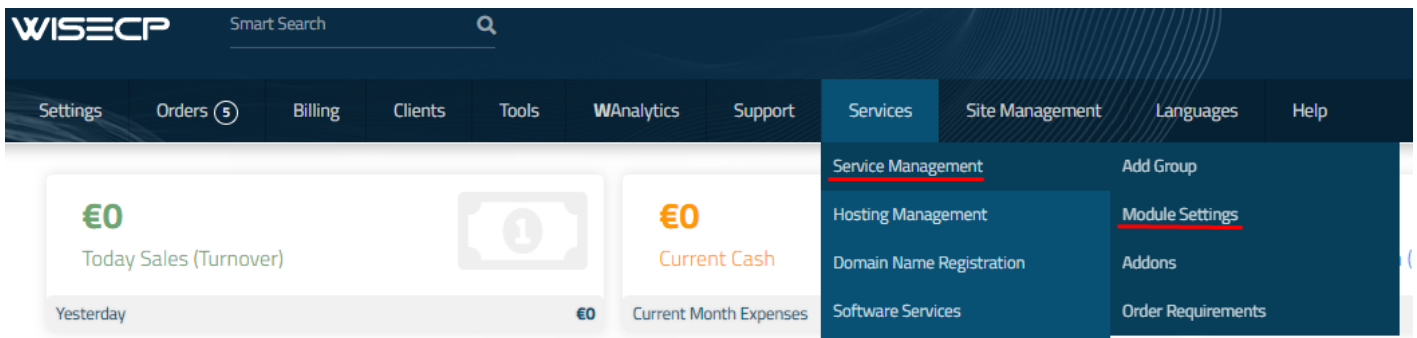 WISECP
Smart Search
Settings Orders 5 Billing Clients Tools WAnalytics Support Services Site Management Languages Help
Service Management Add Group
€0 €0 Hosting Management Module Settings
Today Sales (Turnover) Current Cash Domain Name Registration Addons (
Yesterday €0 Current Month Expenses Software Services Order Requirements